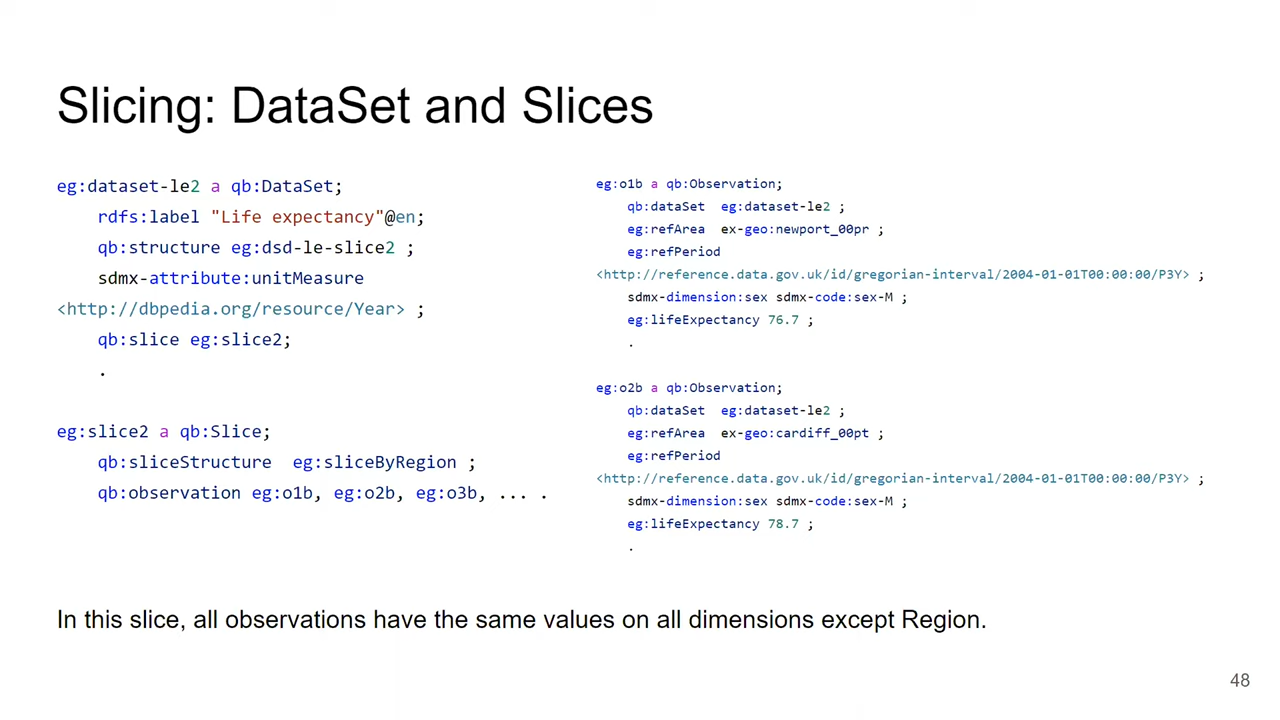 Slicing: DataSet and Slices
eg:dataset-le2 a qb:DataSet;
rdfs:label "Life expectancy"@en;
qb:structure eg:dsd-le-slice2 ;
sdmx-attribute:unitMeasure
<http://dbpedia.org/resource/Year> ;
qb:slice eg:slice2;
.
eg:slice2 a qb:Slice;
qb:sliceStructure eg:sliceByRegion ;
qb:observation eg:o1b, eg:o2b, eg:o3b, ... .
eg:o1b a qb:Observation;
qb:dataSet eg:dataset-le2 ;
eg:refArea ex-geo:newport_00pr ;
eg:refPeriod
<http://reference.data.gov.uk/id/gregorian-interval/2004-01-01T00:00:00/P3Y> ;
sdmx-dimension:sex sdmx-code:sex-M ;
eg:lifeExpectancy 76.7 ;
.
eg:o2b a qb:Observation;
qb:dataSet eg:dataset-le2 ;
eg:refArea ex-geo:cardiff_00pt ;
eg:refPeriod
<http://reference.data.gov.uk/id/gregorian-interval/2004-01-01T00:00:00/P3Y> ;
sdmx-dimension:sex sdmx-code:sex-M ;
eg:lifeExpectancy 78.7 ;
.
In this slice, all observations have the same values on all dimensions except Region.
48